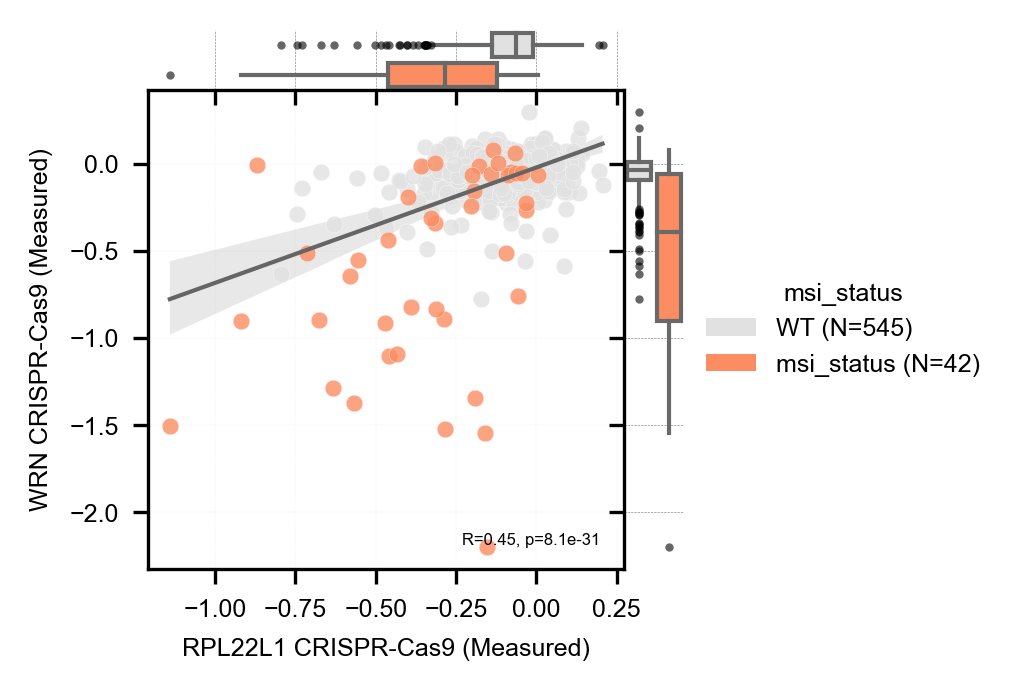 0.0
−0.5
−1.0
−1.5
−2.0
WRN CRISPR-Cas9 (Measured)
R=0.45, p=8.1e-31
−1.00 −0.75 −0.50 −0.25 0.00 0.25
RPL22L1 CRISPR-Cas9 (Measured)
msi_status
WT (N=545)
msi_status (N=42)